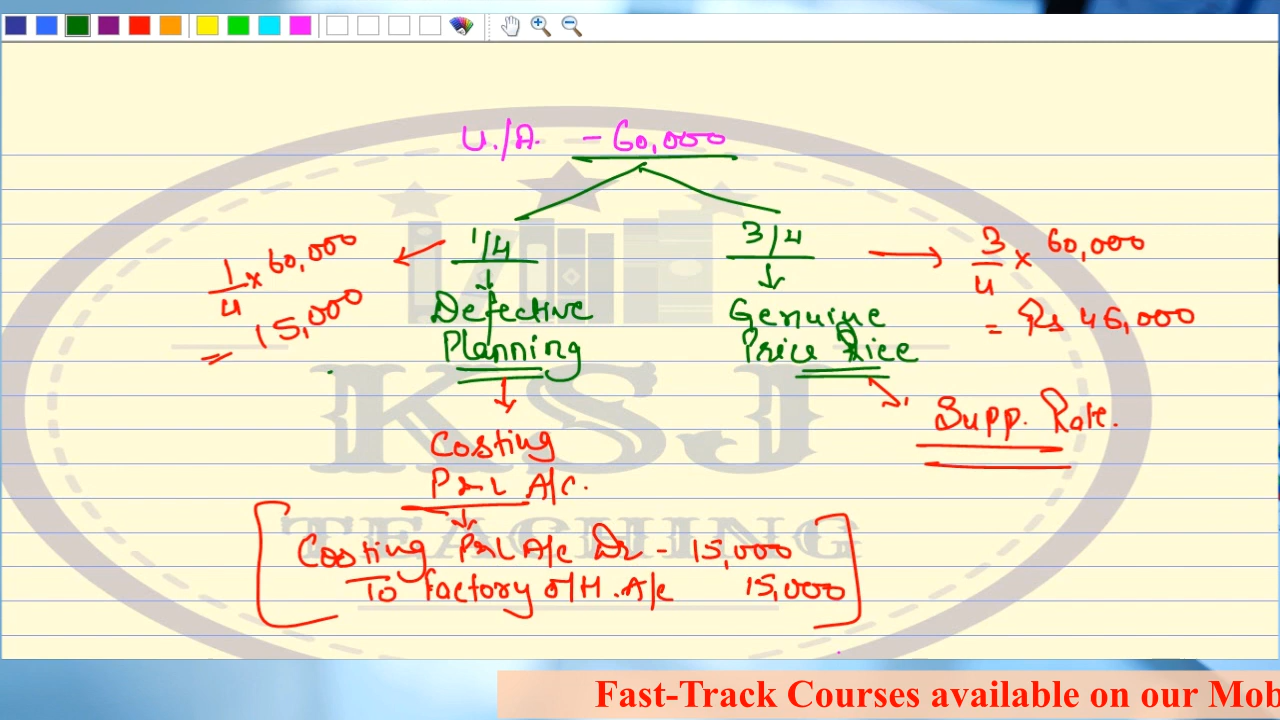 U./A. - 60,000
1/4
3/4
1/4 × 60,000
= 15,000
3/4 × 60,000
= Rs 45,000
Defective
Planning
Genuine
Price Rice
Supp. Rate.
Costing
P&L A/c.
Costing P&L A/c Dr - 15,000
To factory o/H. A/c 15,000
KSJ
TEACHING
Fast-Track Courses available on our Mob